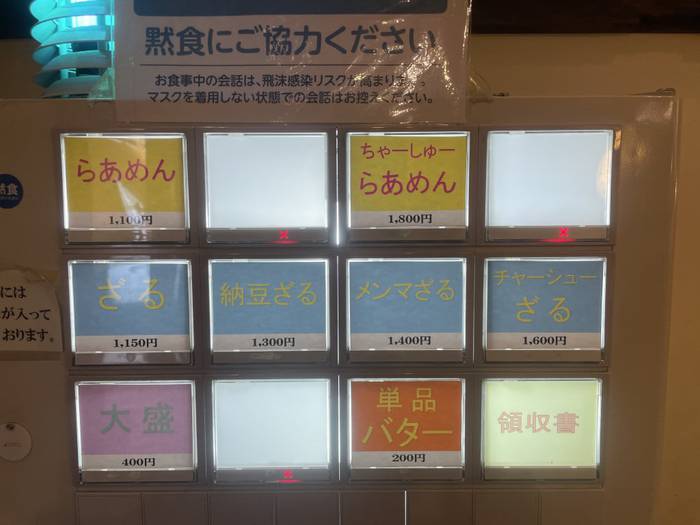 黙食にご協力ください
お食事中の会話は、飛沫感染リスクが高まります。
マスクを着用しない状態での会話はお控えください。
らあめん
1,100円
ちゃーしゅー
らあめん
1,800円
黙食
には
が入って
おります。
ざる
1,150円
納豆ざる
1,300円
メンマざる
1,400円
チャーシュー
ざる
1,600円
大盛
400円
単品
バター
200円
領収書